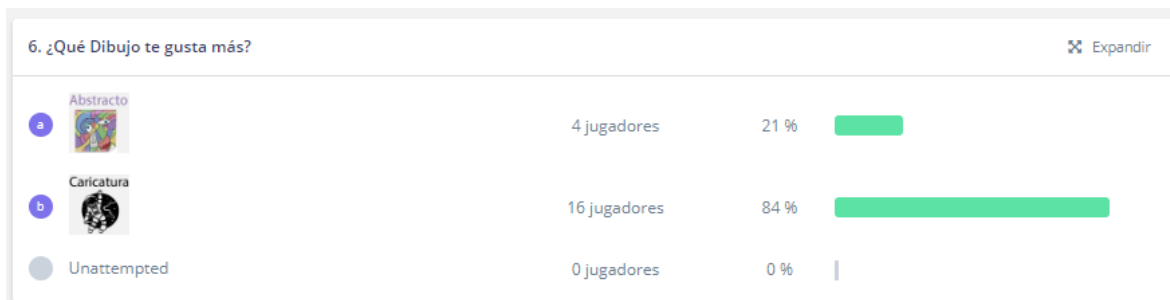 6. ¿Qué Dibujo te gusta más? Expandir
Abstracto
a 4 jugadores 21 %
Caricatura
b 16 jugadores 84 %
Unattempted 0 jugadores 0 %